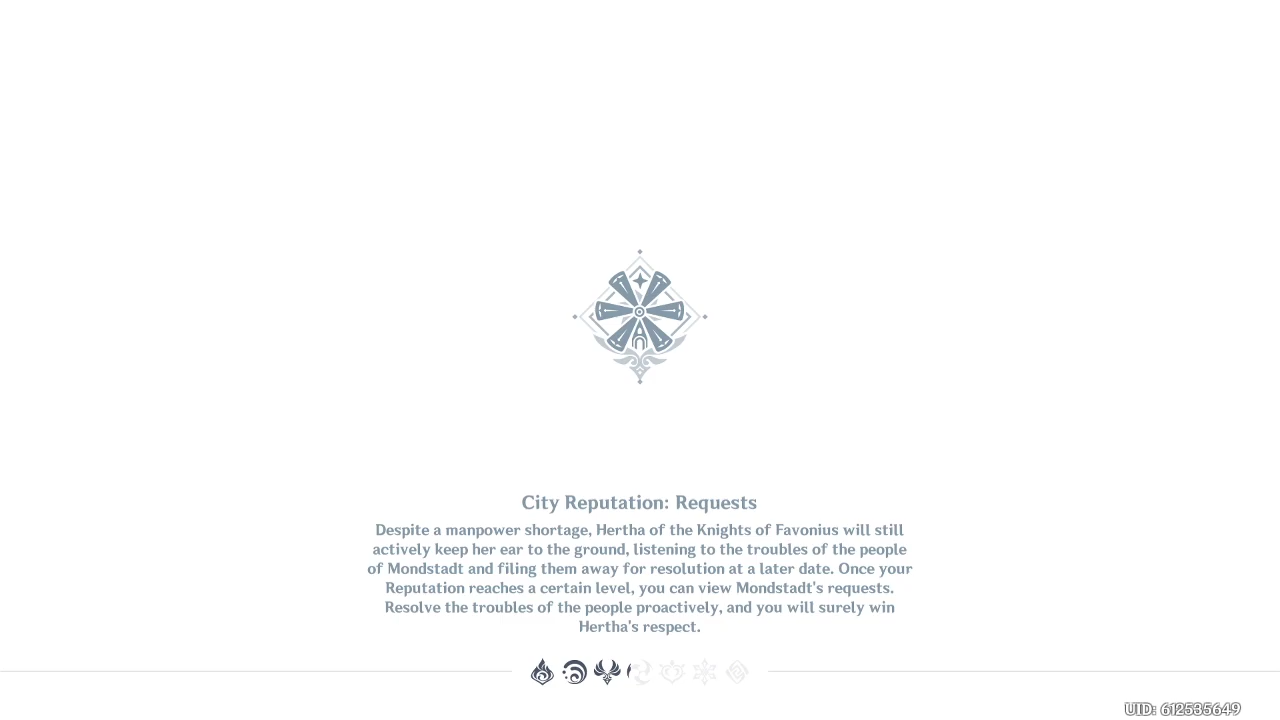 City Reputation: Requests
Despite a manpower shortage, Hertha of the Knights of Favonius will still
actively keep her ear to the ground, listening to the troubles of the people
of Mondstadt and filing them away for resolution at a later date. Once your
Reputation reaches a certain level, you can view Mondstadt's requests.
Resolve the troubles of the people proactively, and you will surely win
Hertha's respect.
UID: 612535649